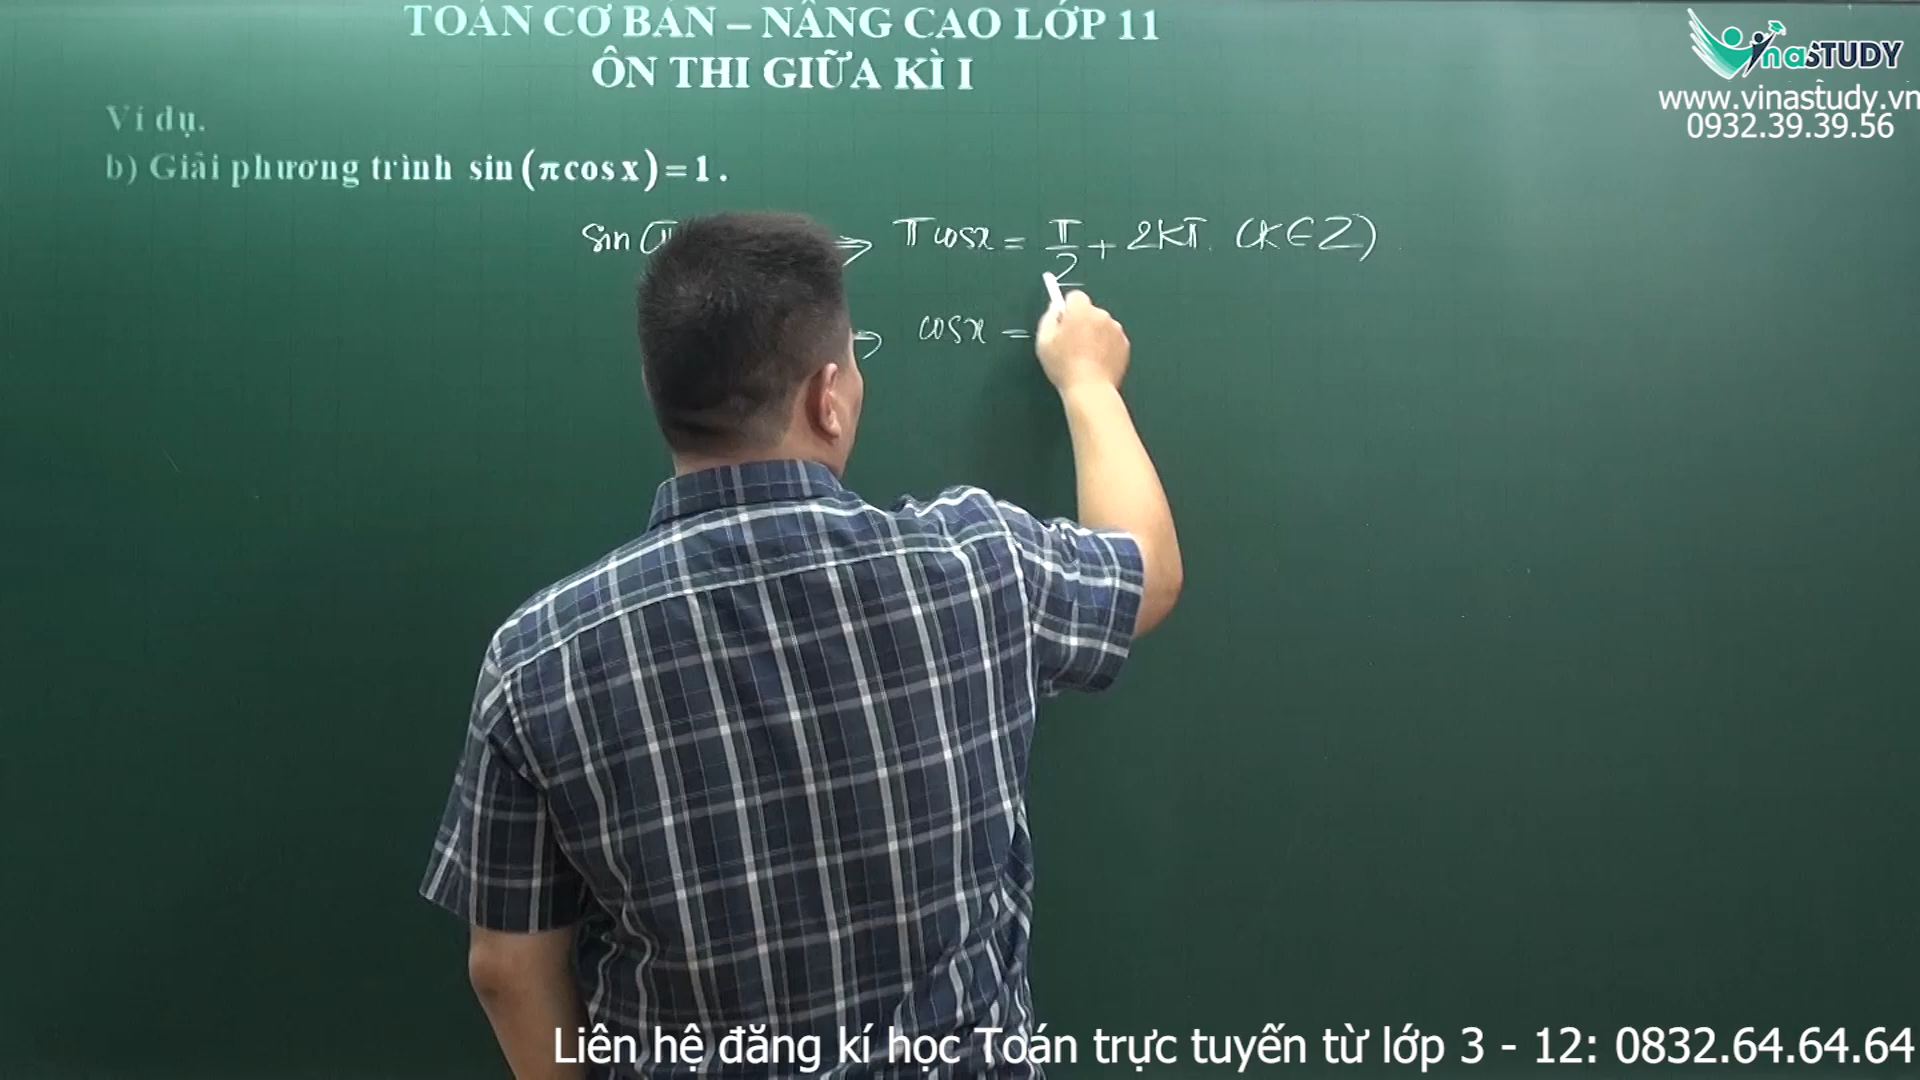 TOÁN CƠ BẢN – NÂNG CAO LỚP 11
ÔN THI GIỮA KÌ I
VinaSTUDY
www.vinastudy.vn
0932.39.39.56
Ví dụ.
b) Giải phương trình sin(πcosx)=1.
sin(π ⇒ π cosx = π/2 + 2kπ. (k∈Z)
⇒ cosx =
Liên hệ đăng kí học Toán trực tuyến từ lớp 3 - 12: 0832.64.64.64